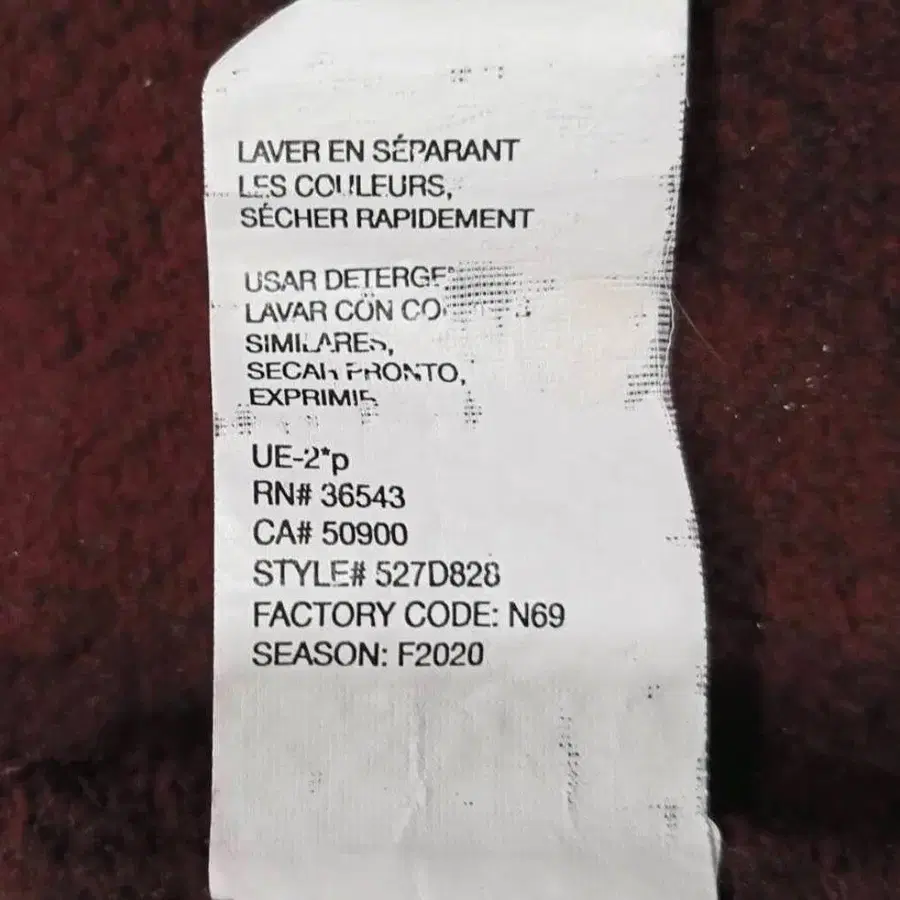 LAVER EN SÉPARANT
LES COULEURS,
SÉCHER RAPIDEMENT
USAR
LAVAR CON
SIMILARES,
SECAR PRONTO,
UE-2*p
RN# 36543
CA# 50900
STYLE# 527D828
FACTORY CODE: N69
SEASON: F2020